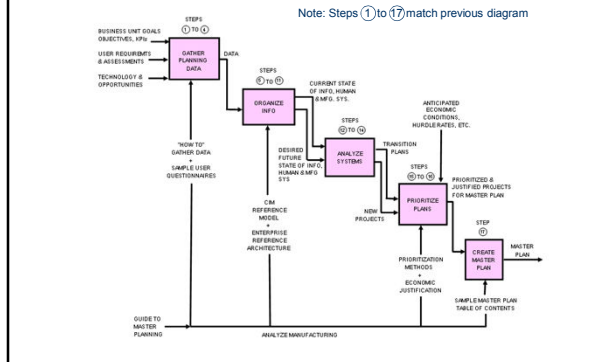 Note: Steps 1 to 17 match previous diagram
STEPS
1 TO 4
BUSINESS UNIT GOALS
OBJECTIVES, KPIs
USER REQUIREMTS
& ASSESSMENTS
TECHNOLOGY &
OPPORTUNITIES
GATHER
PLANNING
DATA
DATA
STEPS
TO 11
ORGANIZE
INFO
CURRENT STATE
OF INFO, HUMAN
& MFG. SYS.
"HOW TO"
GATHER DATA
+
SAMPLE USER
QUESTIONNAIRES
DESIRED
FUTURE
STATE OF INFO,
HUMAN & MFG
SYS
STEPS
12 TO 14
ANALYZE
SYSTEMS
TRANSITION
PLANS
NEW
PROJECTS
CIM
REFERENCE
MODEL
+
ENTERPRISE
REFERENCE
ARCHITECTURE
ANTICIPATED
ECONOMIC
CONDITIONS,
HURDLE RATES, ETC.
STEPS
15 TO 16
PRIORITIZE
PLANS
PRIORITIZED &
JUSTIFIED PROJECTS
FOR MASTER PLAN
STEP
17
CREATE
MASTER
PLAN
MASTER
PLAN
PRIORITIZATION
METHODS
+
ECONOMIC
JUSTIFICATION
SAMPLE MASTER PLAN
TABLE OF CONTENTS
GUIDE TO
MASTER
PLANNING
ANALYZE MANUFACTURING